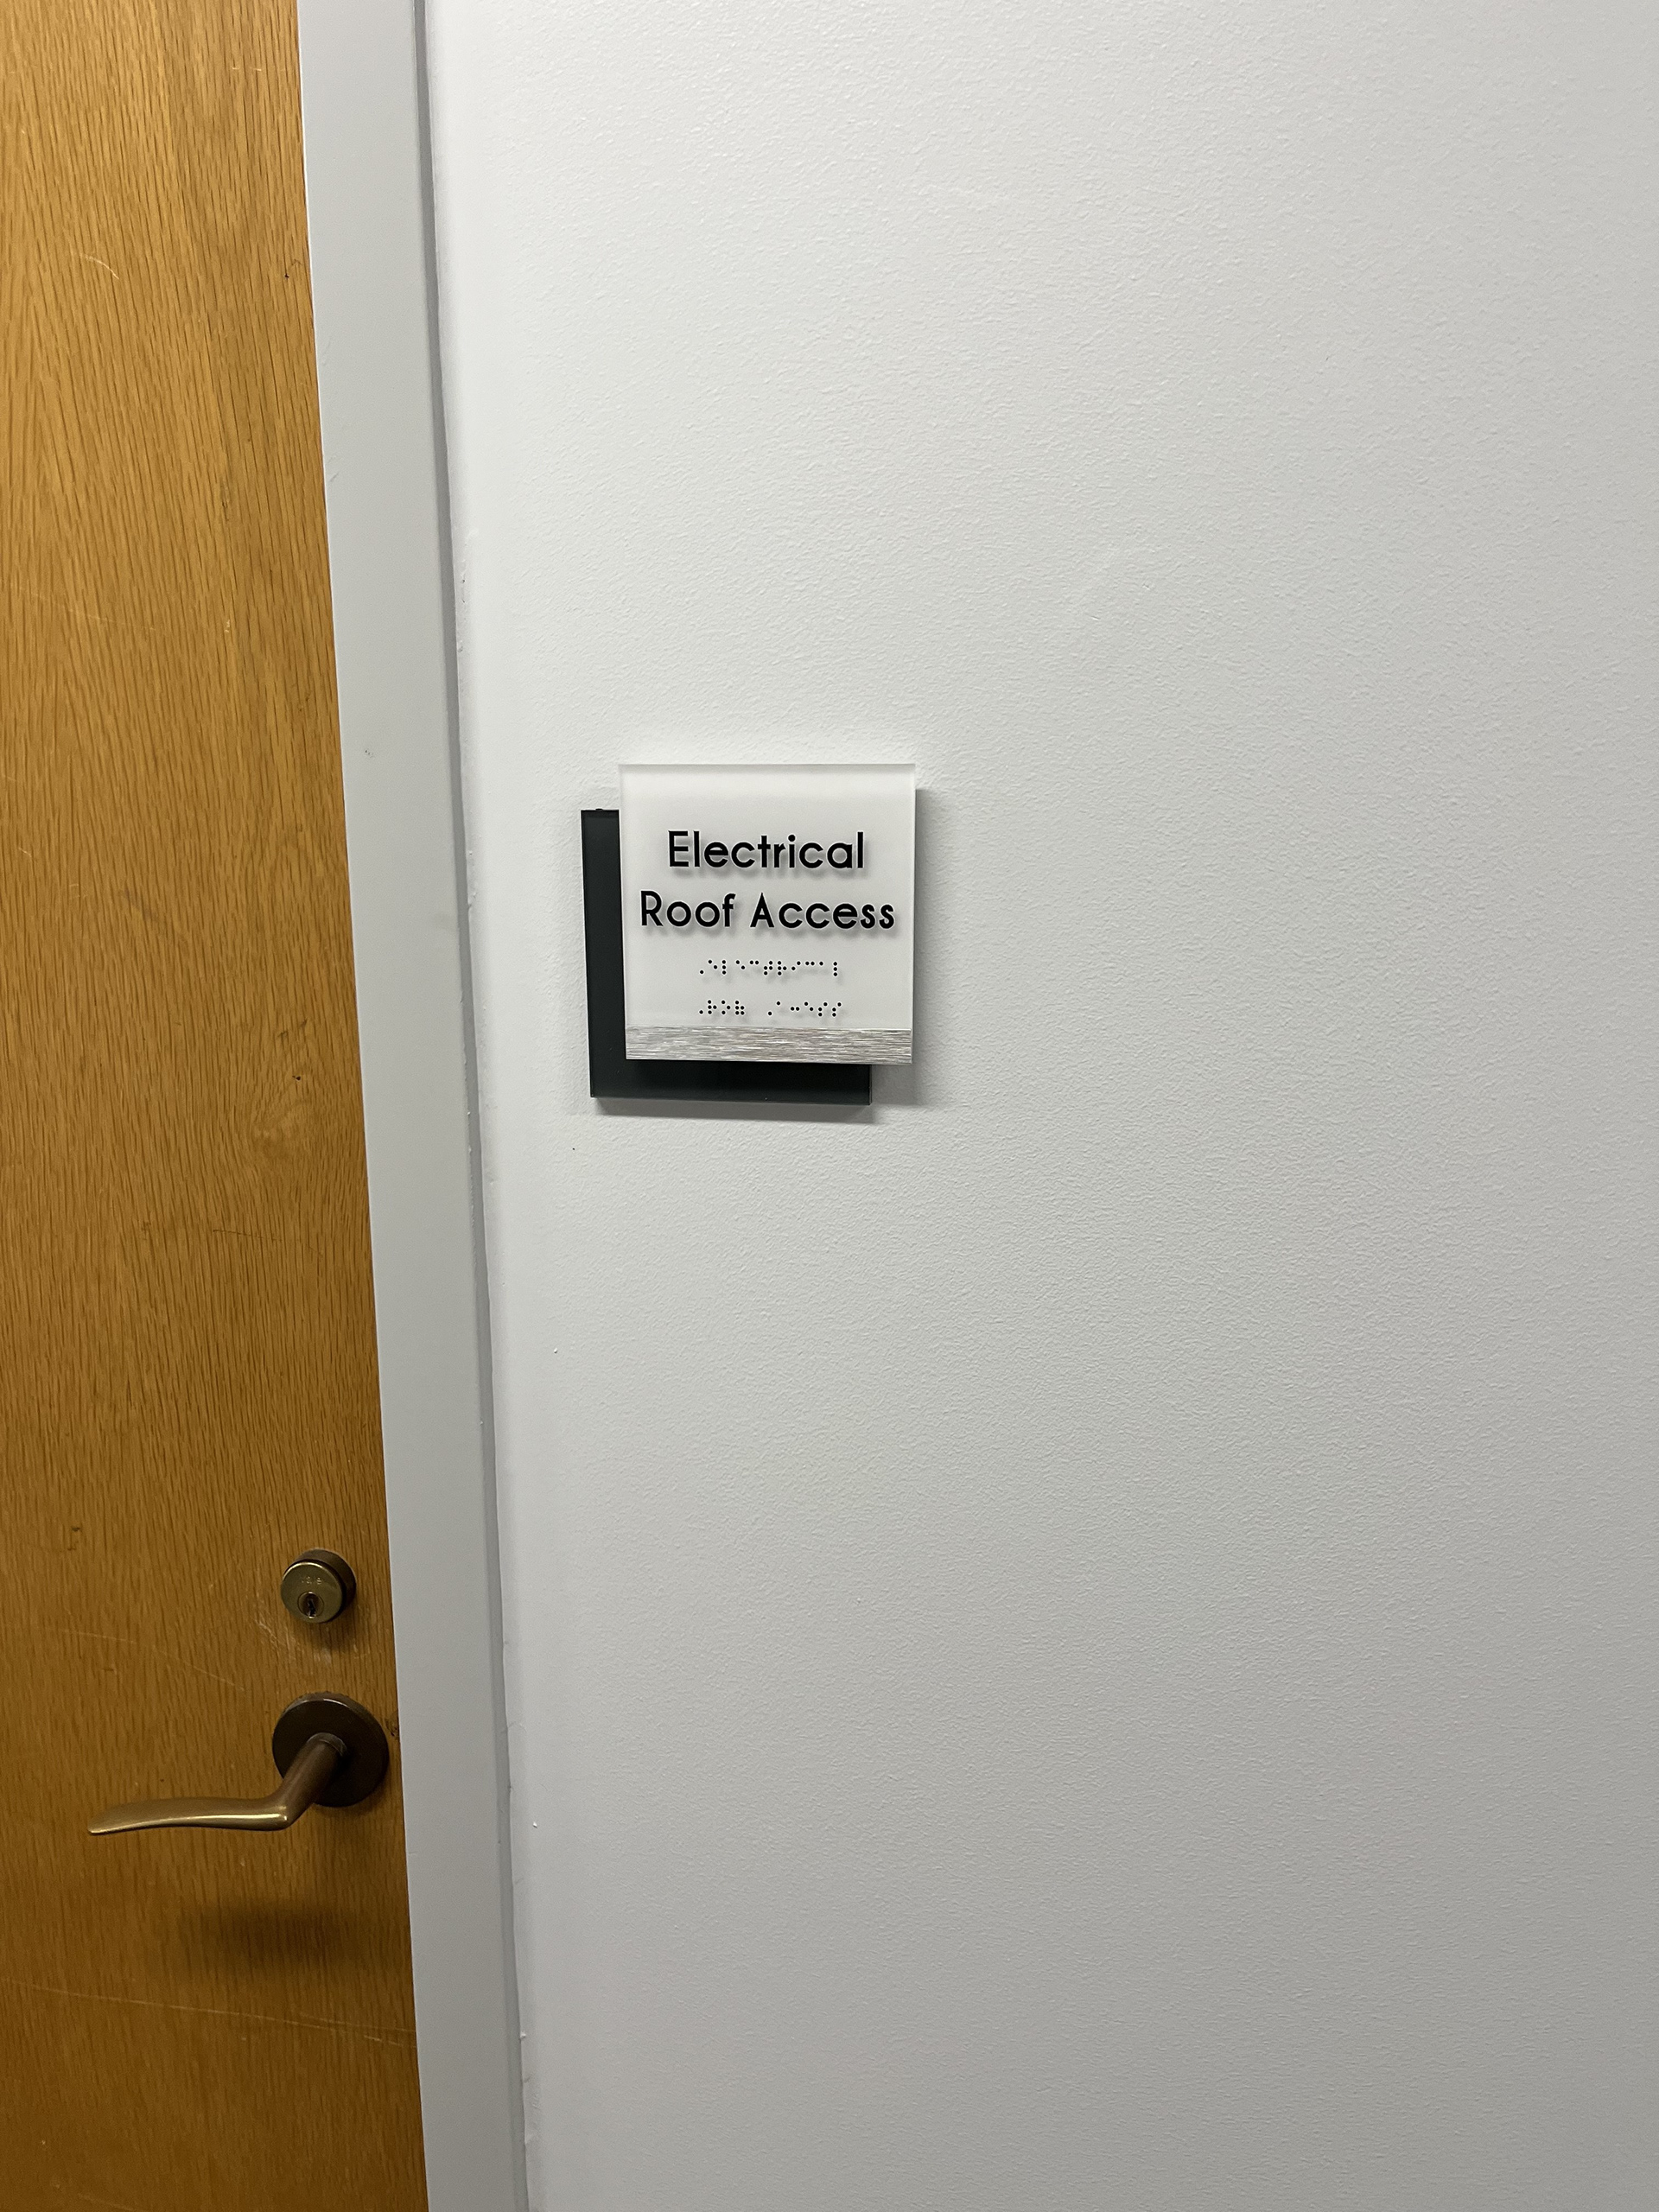 Electrical
Roof Access
⠠⠑⠇⠑⠉⠞⠗⠊⠉⠁⠇
⠠⠗⠕⠷ ⠠⠁⠒⠑⠎⠎